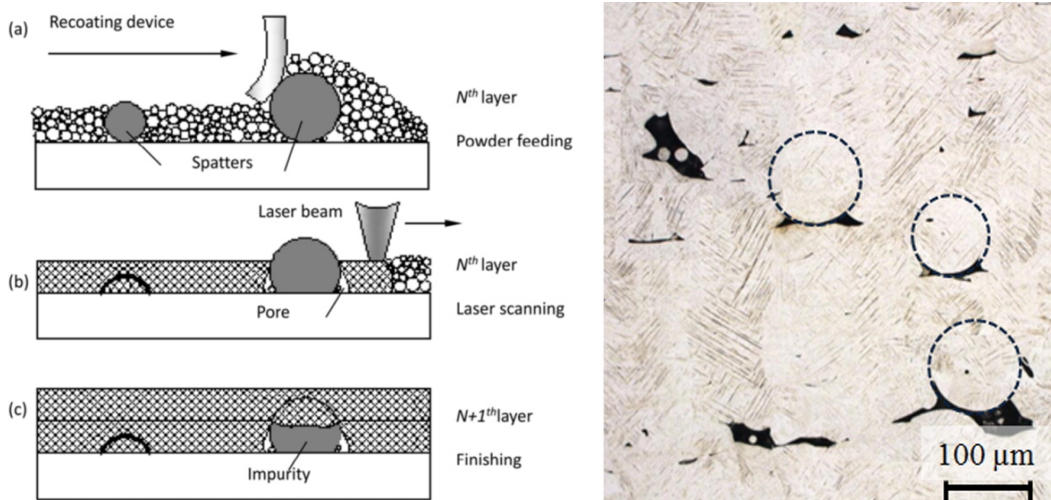 (a)
Recoating device
Nth layer
Powder feeding
Spatters
Laser beam
(b)
Nth layer
Laser scanning
Pore
(c)
N+1th layer
Finishing
Impurity
100 μm